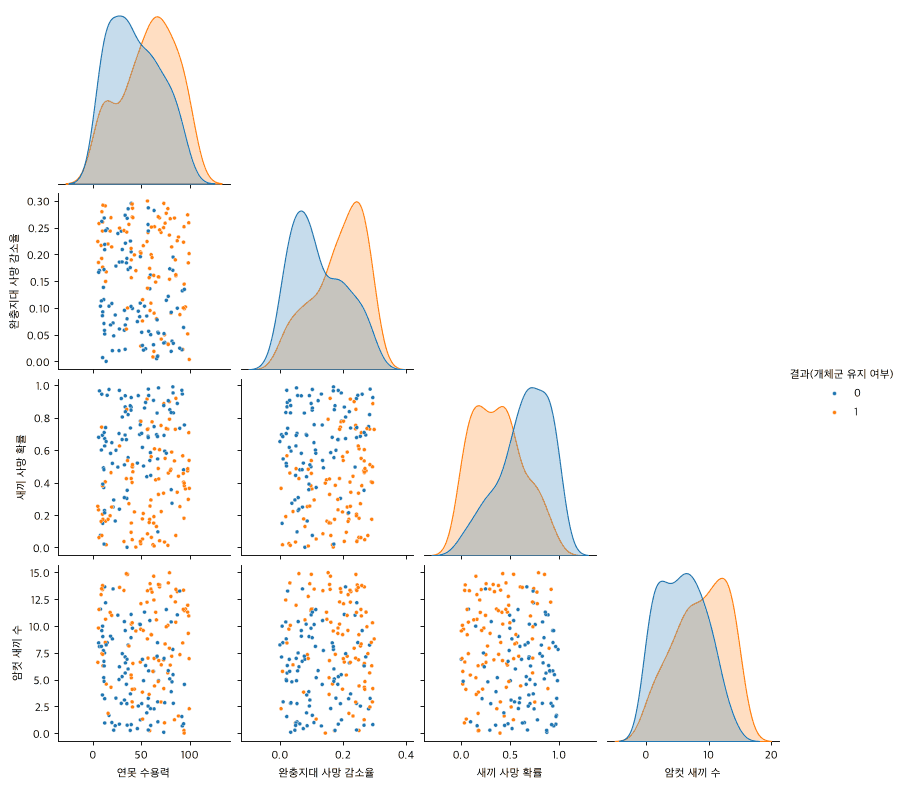 0.30
0.25
0.20
0.15
0.10
0.05
0.00
완충지대 사망 감소율
1.0
0.8
0.6
0.4
0.2
0.0
새끼 사망 확률
결과(개체군 유지 여부)
0
1
15.0
12.5
10.0
7.5
5.0
2.5
0.0
암컷 새끼 수
0 50 100
0.0 0.2 0.4
0.0 0.5 1.0
0 10 20
연못 수용력
완충지대 사망 감소율
새끼 사망 확률
암컷 새끼 수